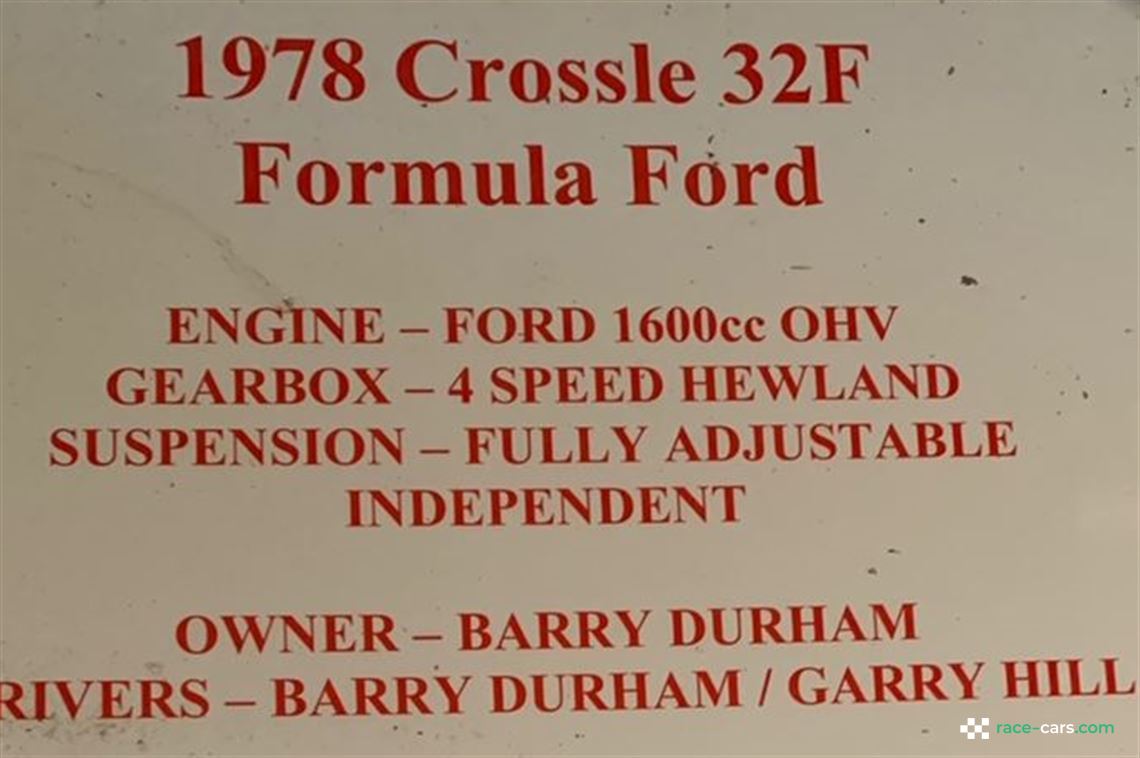 1978 Crossle 32F
Formula Ford
ENGINE – FORD 1600cc OHV
GEARBOX – 4 SPEED HEWLAND
SUSPENSION – FULLY ADJUSTABLE
INDEPENDENT
OWNER – BARRY DURHAM
RIVERS – BARRY DURHAM / GARRY HILL
race-cars.com